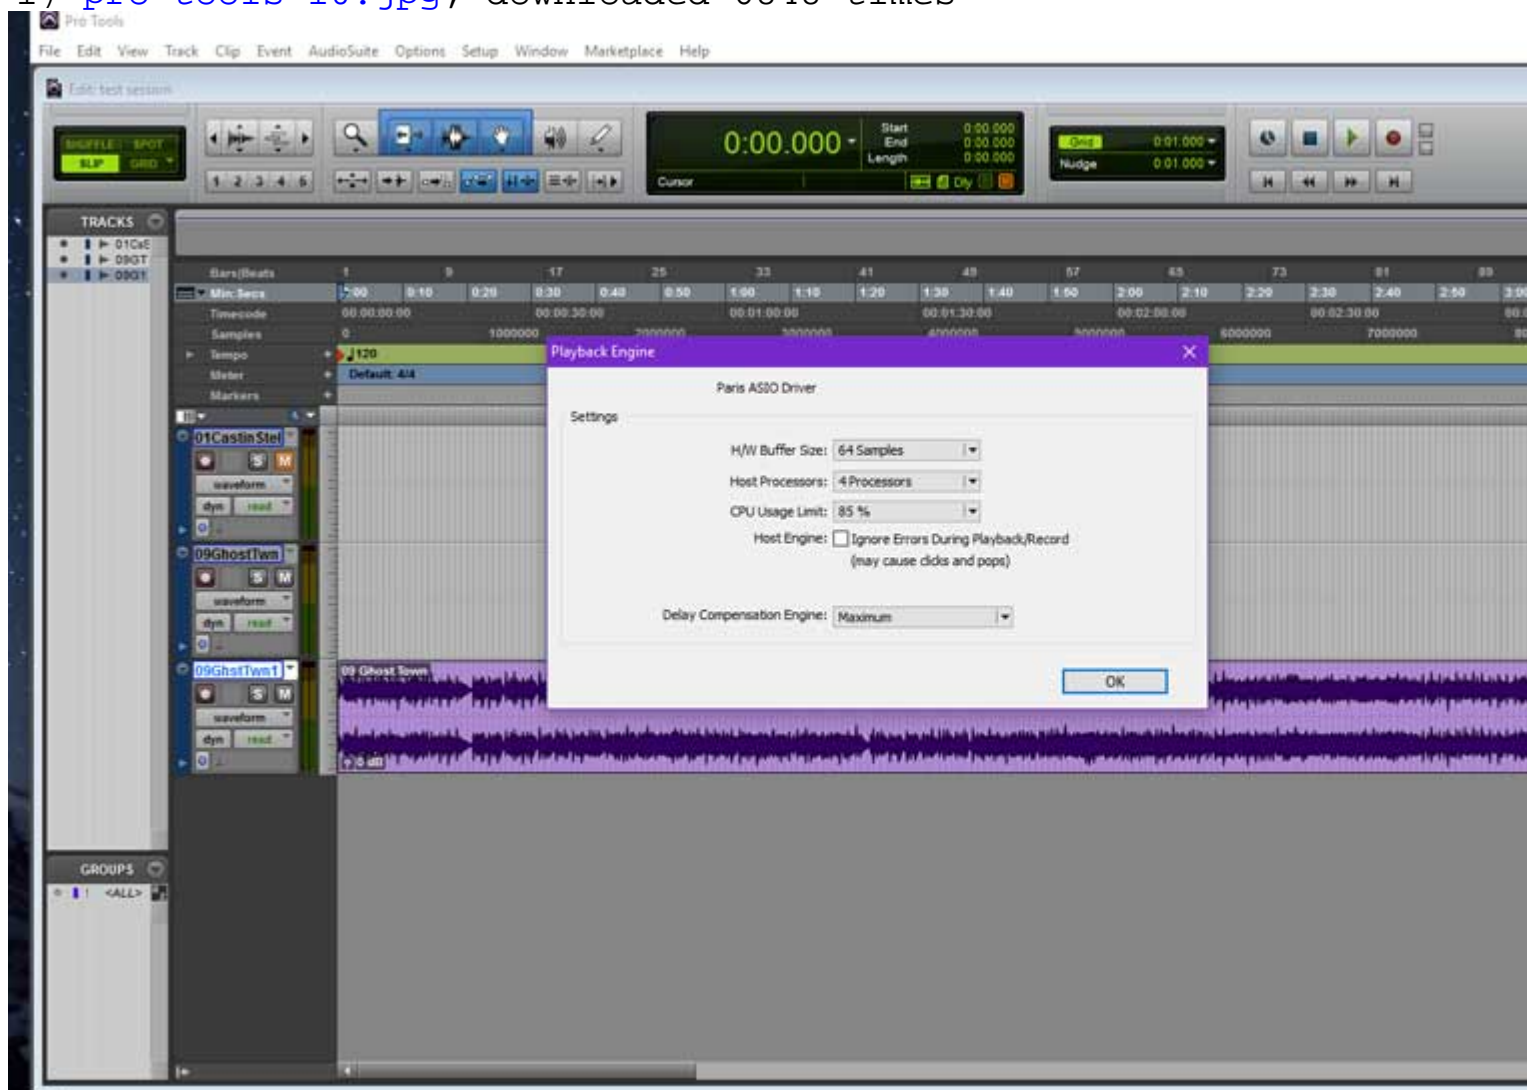 Pro Tools
File Edit View Track Clip Event AudioSuite Options Setup Window Marketplace Help
Edit: test session
SHUFFLE SPOT
SLIP GRID
1 2 3 4 5
0:00.000
Start 0:00.000
End 0:00.000
Length 0:00.000
Cursor
Dly
Grid 0:01.000
Nudge 0:01.000
TRACKS
01CsS
09GT
09G1
Bars|Beats 1 9 17 25 33 41 49 57 65 73 81 89
Min:Secs 0:00 0:10 0:20 0:30 0:40 0:50 1:00 1:10 1:20 1:30 1:40 1:50 2:00 2:10 2:20 2:30 2:40 2:50 3:00
Timecode 00:00:00:00 00:00:30:00 00:01:00:00 00:01:30:00 00:02:00:00 00:02:30:00
Samples 0 1000000 2000000 3000000 4000000 5000000 6000000 7000000
Tempo 120
Meter Default: 4/4
Markers
Playback Engine
Paris ASIO Driver
Settings
H/W Buffer Size: 64 Samples
Host Processors: 4 Processors
CPU Usage Limit: 85 %
Host Engine: Ignore Errors During Playback/Record
(may cause clicks and pops)
Delay Compensation Engine: Maximum
OK
01CastinStel
S M
waveform
dyn read
09GhostTwn
S M
waveform
dyn read
09GhstTwn1
S M
waveform
dyn read
09 Ghost Town
0 dB
GROUPS
! <ALL>